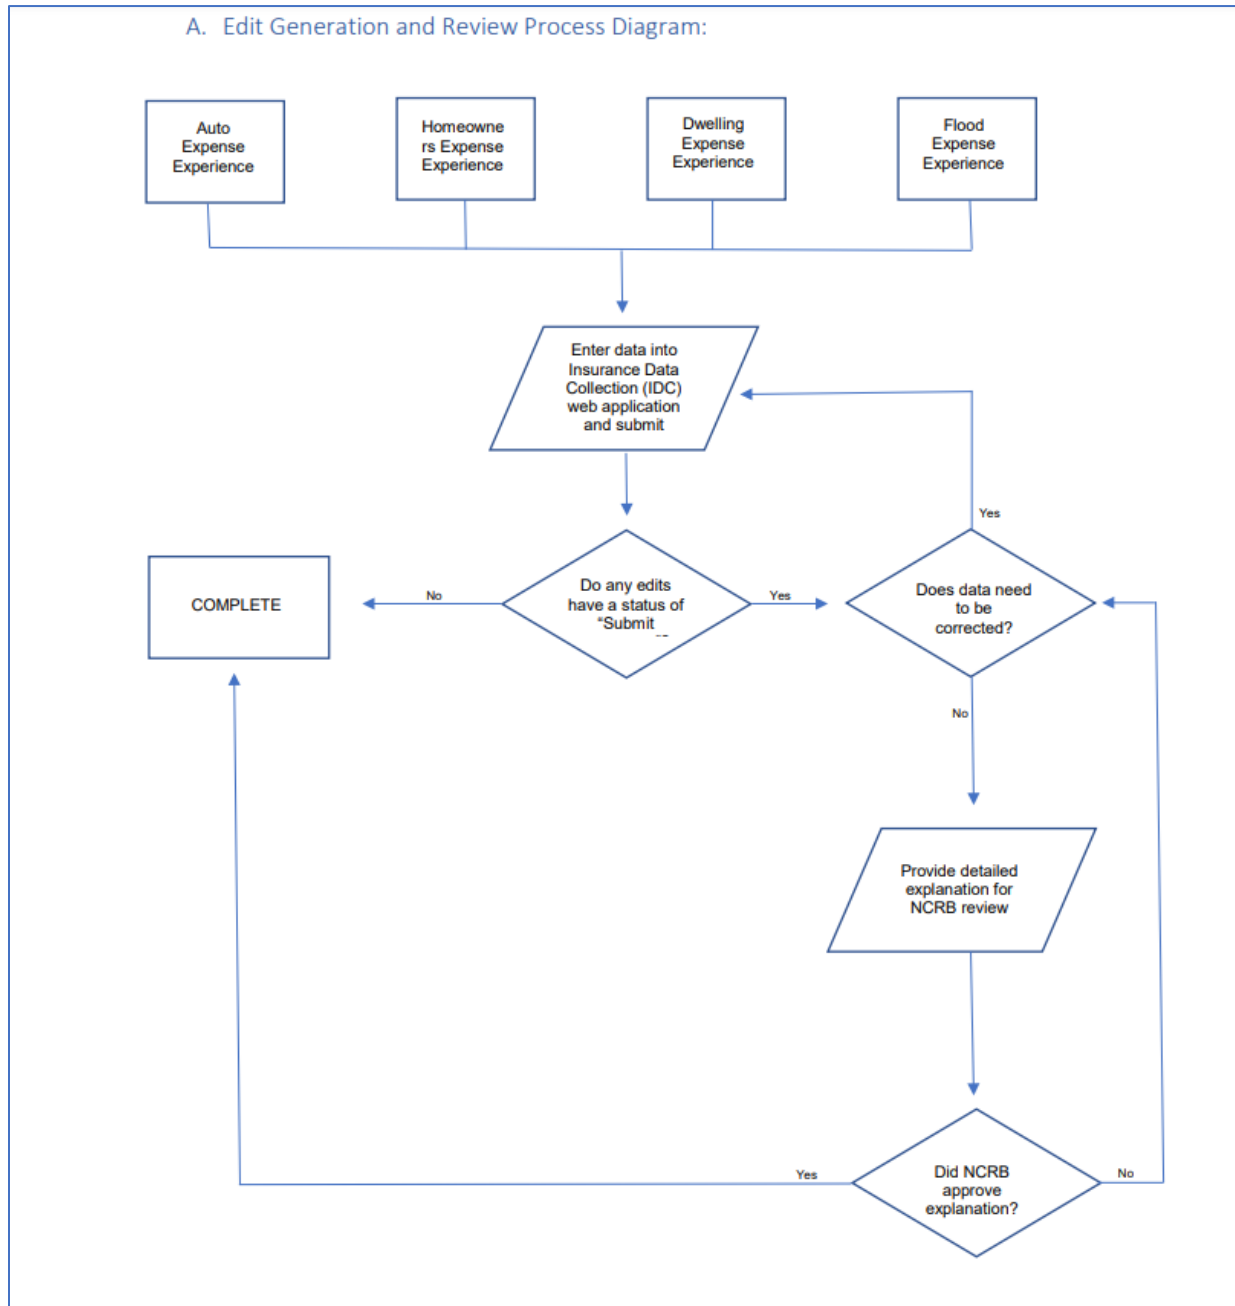 A. Edit Generation and Review Process Diagram:
Auto
Expense
Experience
Homeowne
rs Expense
Experience
Dwelling
Expense
Experience
Flood
Expense
Experience
Enter data into
Insurance Data
Collection (IDC)
web application
and submit
Yes
COMPLETE
No
Do any edits
have a status of
“Submit
Yes
Does data need
to be
corrected?
No
Provide detailed
explanation for
NCRB review
Yes
Did NCRB
approve
explanation?
No